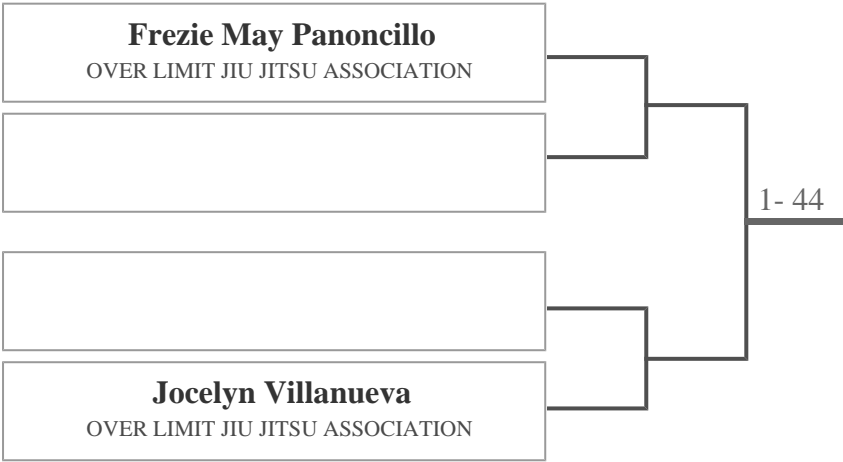 Frezie May Panoncillo
OVER LIMIT JIU JITSU ASSOCIATION
1- 44
Jocelyn Villanueva
OVER LIMIT JIU JITSU ASSOCIATION